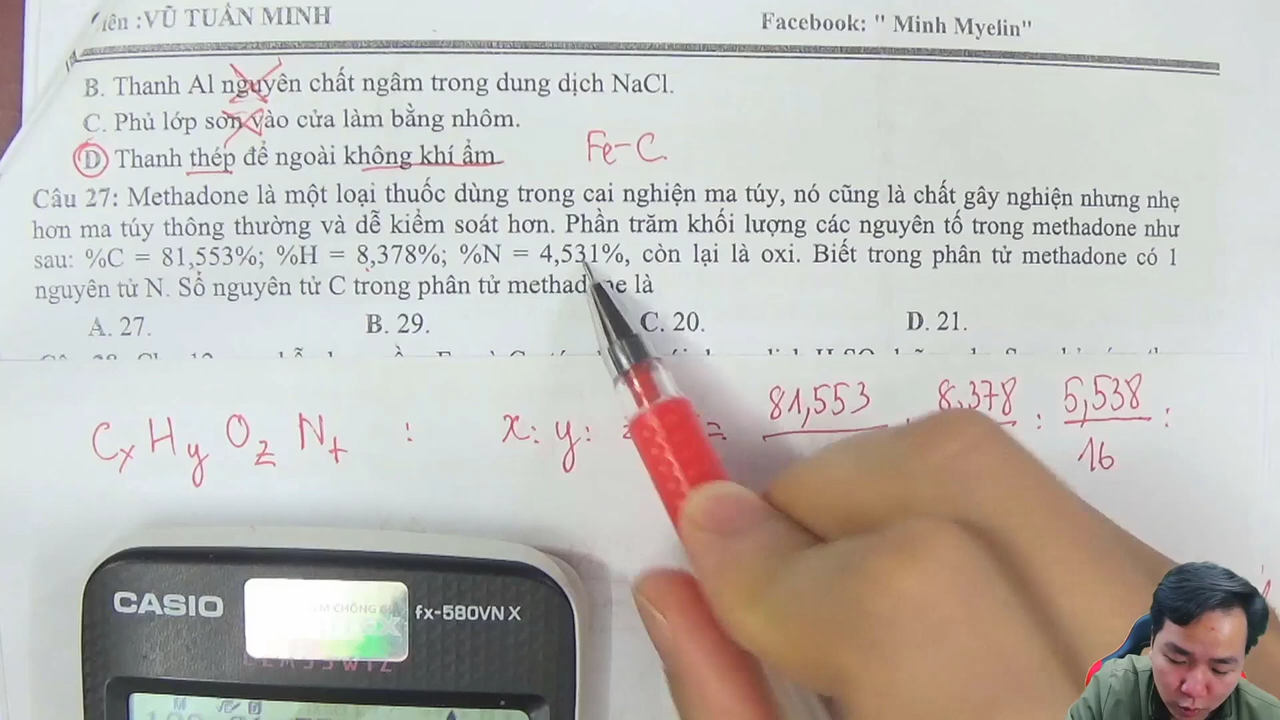 iên :VŨ TUẤN MINH
Facebook: " Minh Myelin"
B. Thanh Al nguyên chất ngâm trong dung dịch NaCl.
C. Phủ lớp sơn vào cửa làm bằng nhôm.
D Thanh thép để ngoài không khí ẩm
Fe-C
Câu 27: Methadone là một loại thuốc dùng trong cai nghiện ma túy, nó cũng là chất gây nghiện nhưng nhẹ
hơn ma túy thông thường và dễ kiểm soát hơn. Phần trăm khối lượng các nguyên tố trong methadone như
sau: %C = 81,553%; %H = 8,378%; %N = 4,531%, còn lại là oxi. Biết trong phân tử methadone có 1
nguyên tử N. Số nguyên tử C trong phân tử methadone là
A. 27. B. 29. C. 20. D. 21.
CxHyOzNt : x: y: = 81,553 : 8,378 : 5,538 :
16
CASIO
fx-580VN X